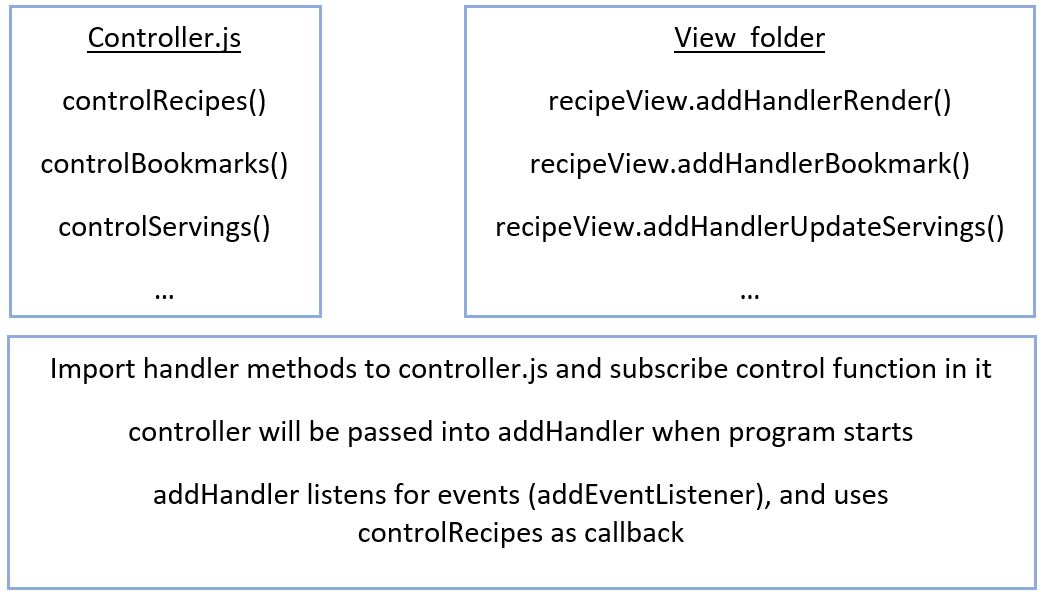 Controller.js
controlRecipes()
controlBookmarks()
controlServings()
...
View folder
recipeView.addHandlerRender()
recipeView.addHandlerBookmark()
recipeView.addHandlerUpdateServings()
...
Import handler methods to controller.js and subscribe control function in it
controller will be passed into addHandler when program starts
addHandler listens for events (addEventListener), and uses
controlRecipes as callback